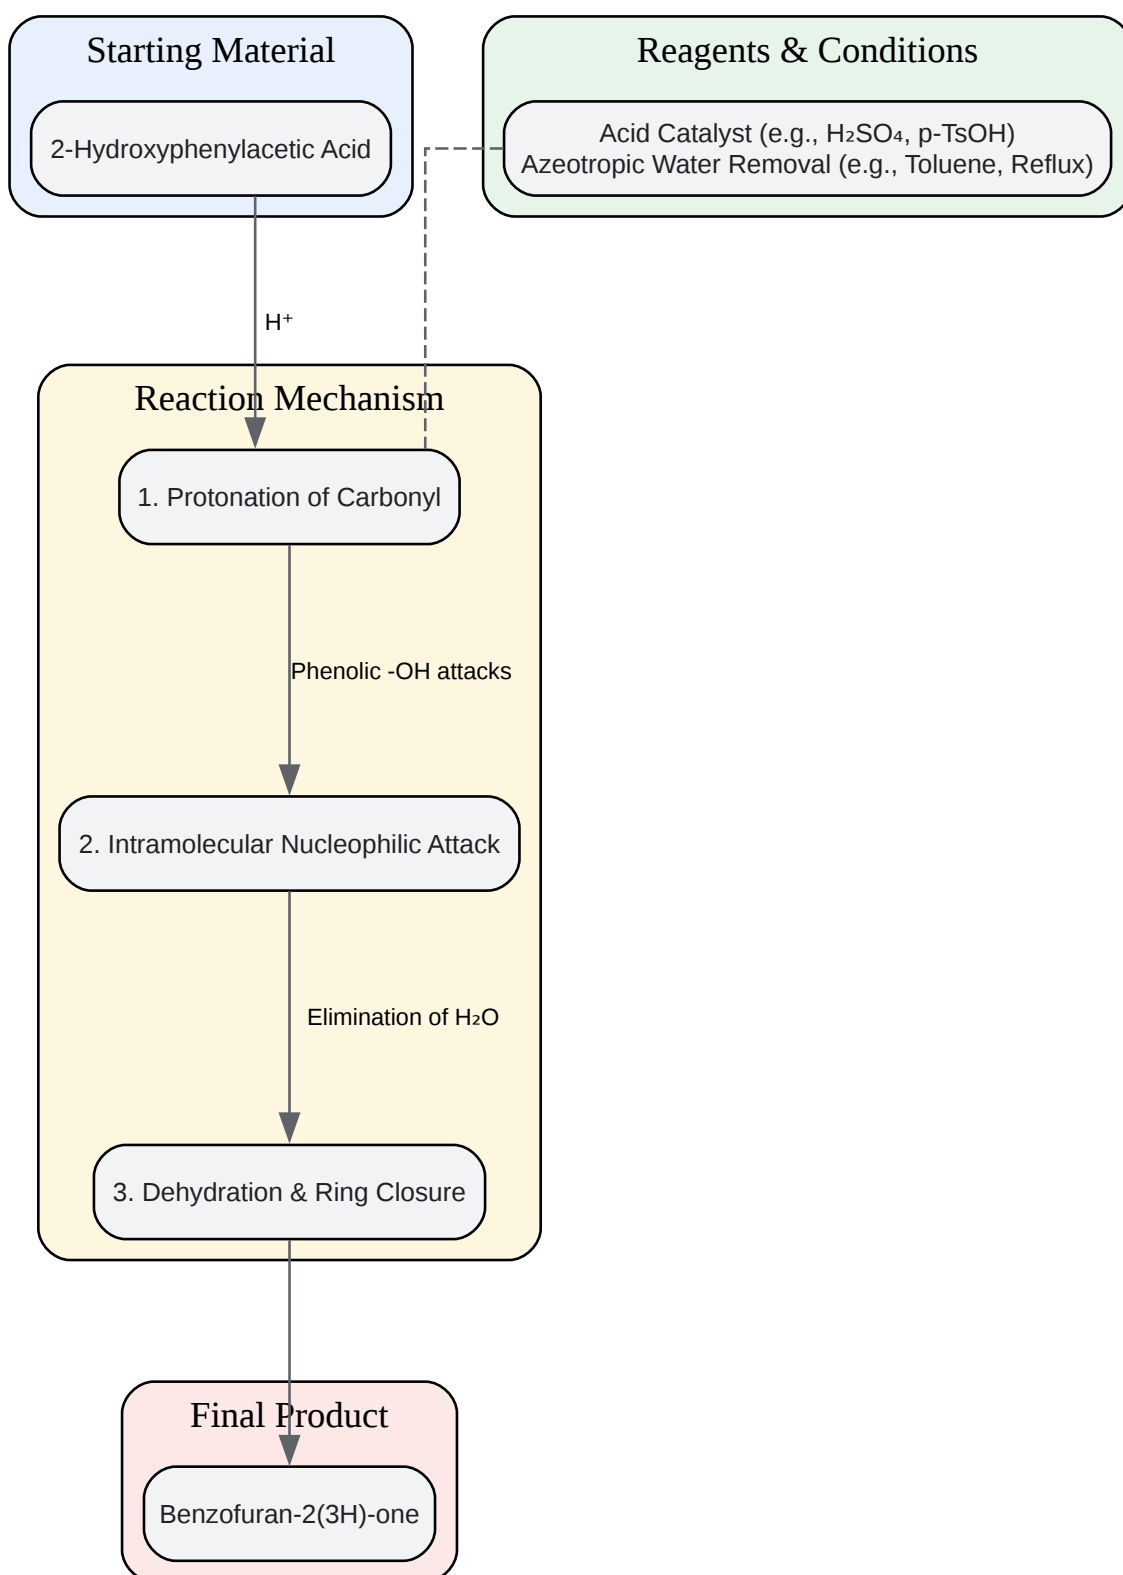 Starting Material
2-Hydroxyphenylacetic Acid
Reagents & Conditions
Acid Catalyst (e.g., H₂SO₄, p-TsOH)
Azeotropic Water Removal (e.g., Toluene, Reflux)
H⁺
Reaction Mechanism
1. Protonation of Carbonyl
Phenolic -OH attacks
2. Intramolecular Nucleophilic Attack
Elimination of H₂O
3. Dehydration & Ring Closure
Final Product
Benzofuran-2(3H)-one